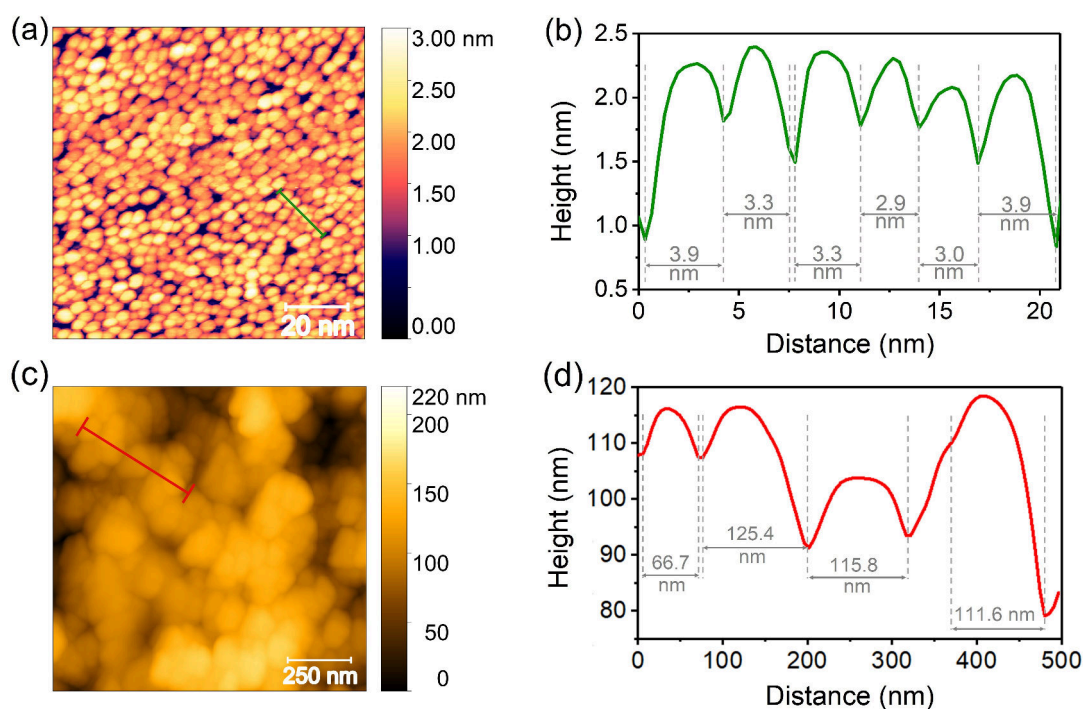 (a)
3.00 nm
2.50
2.00
1.50
1.00
0.00
20 nm
(b)
Height (nm)
2.5
2.0
1.5
1.0
0.5
3.9
nm
3.3
nm
3.3
nm
2.9
nm
3.0
nm
3.9
nm
0
5
10
15
20
Distance (nm)
(c)
220 nm
200
150
100
50
0
250 nm
(d)
Height (nm)
120
110
100
90
80
66.7
nm
125.4
nm
115.8
nm
111.6 nm
0
100
200
300
400
500
Distance (nm)